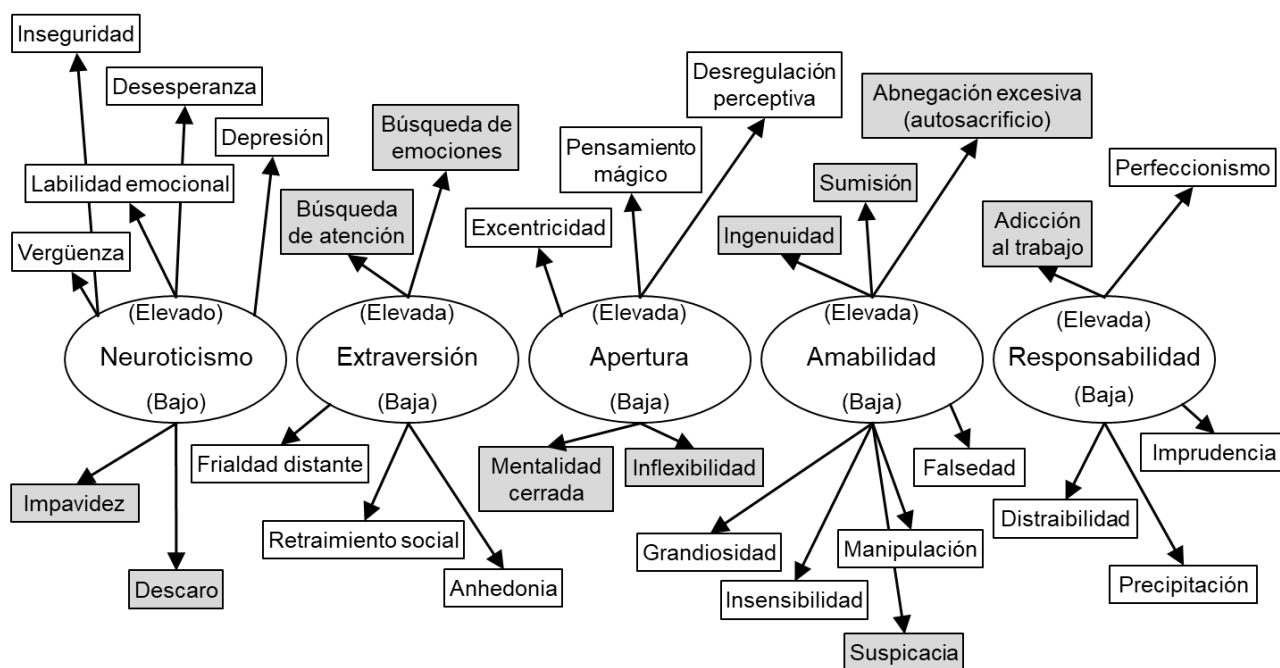 Inseguridad
Desesperanza
Depresión
Labilidad emocional
Vergüenza
(Elevado)
Neuroticismo
(Bajo)
Impavidez
Descaro
Búsqueda de
emociones
Búsqueda
de atención
(Elevada)
Extraversión
(Baja)
Frialdad distante
Retraimiento social
Anhedonia
Desregulación
perceptiva
Pensamiento
mágico
Excentricidad
(Elevada)
Apertura
(Baja)
Mentalidad
cerrada
Inflexibilidad
Abnegación excesiva
(autosacrificio)
Sumisión
Ingenuidad
(Elevada)
Amabilidad
(Baja)
Falsedad
Grandiosidad
Manipulación
Insensibilidad
Suspicacia
Perfeccionismo
Adicción
al trabajo
(Elevada)
Responsabilidad
(Baja)
Imprudencia
Distraibilidad
Precipitación